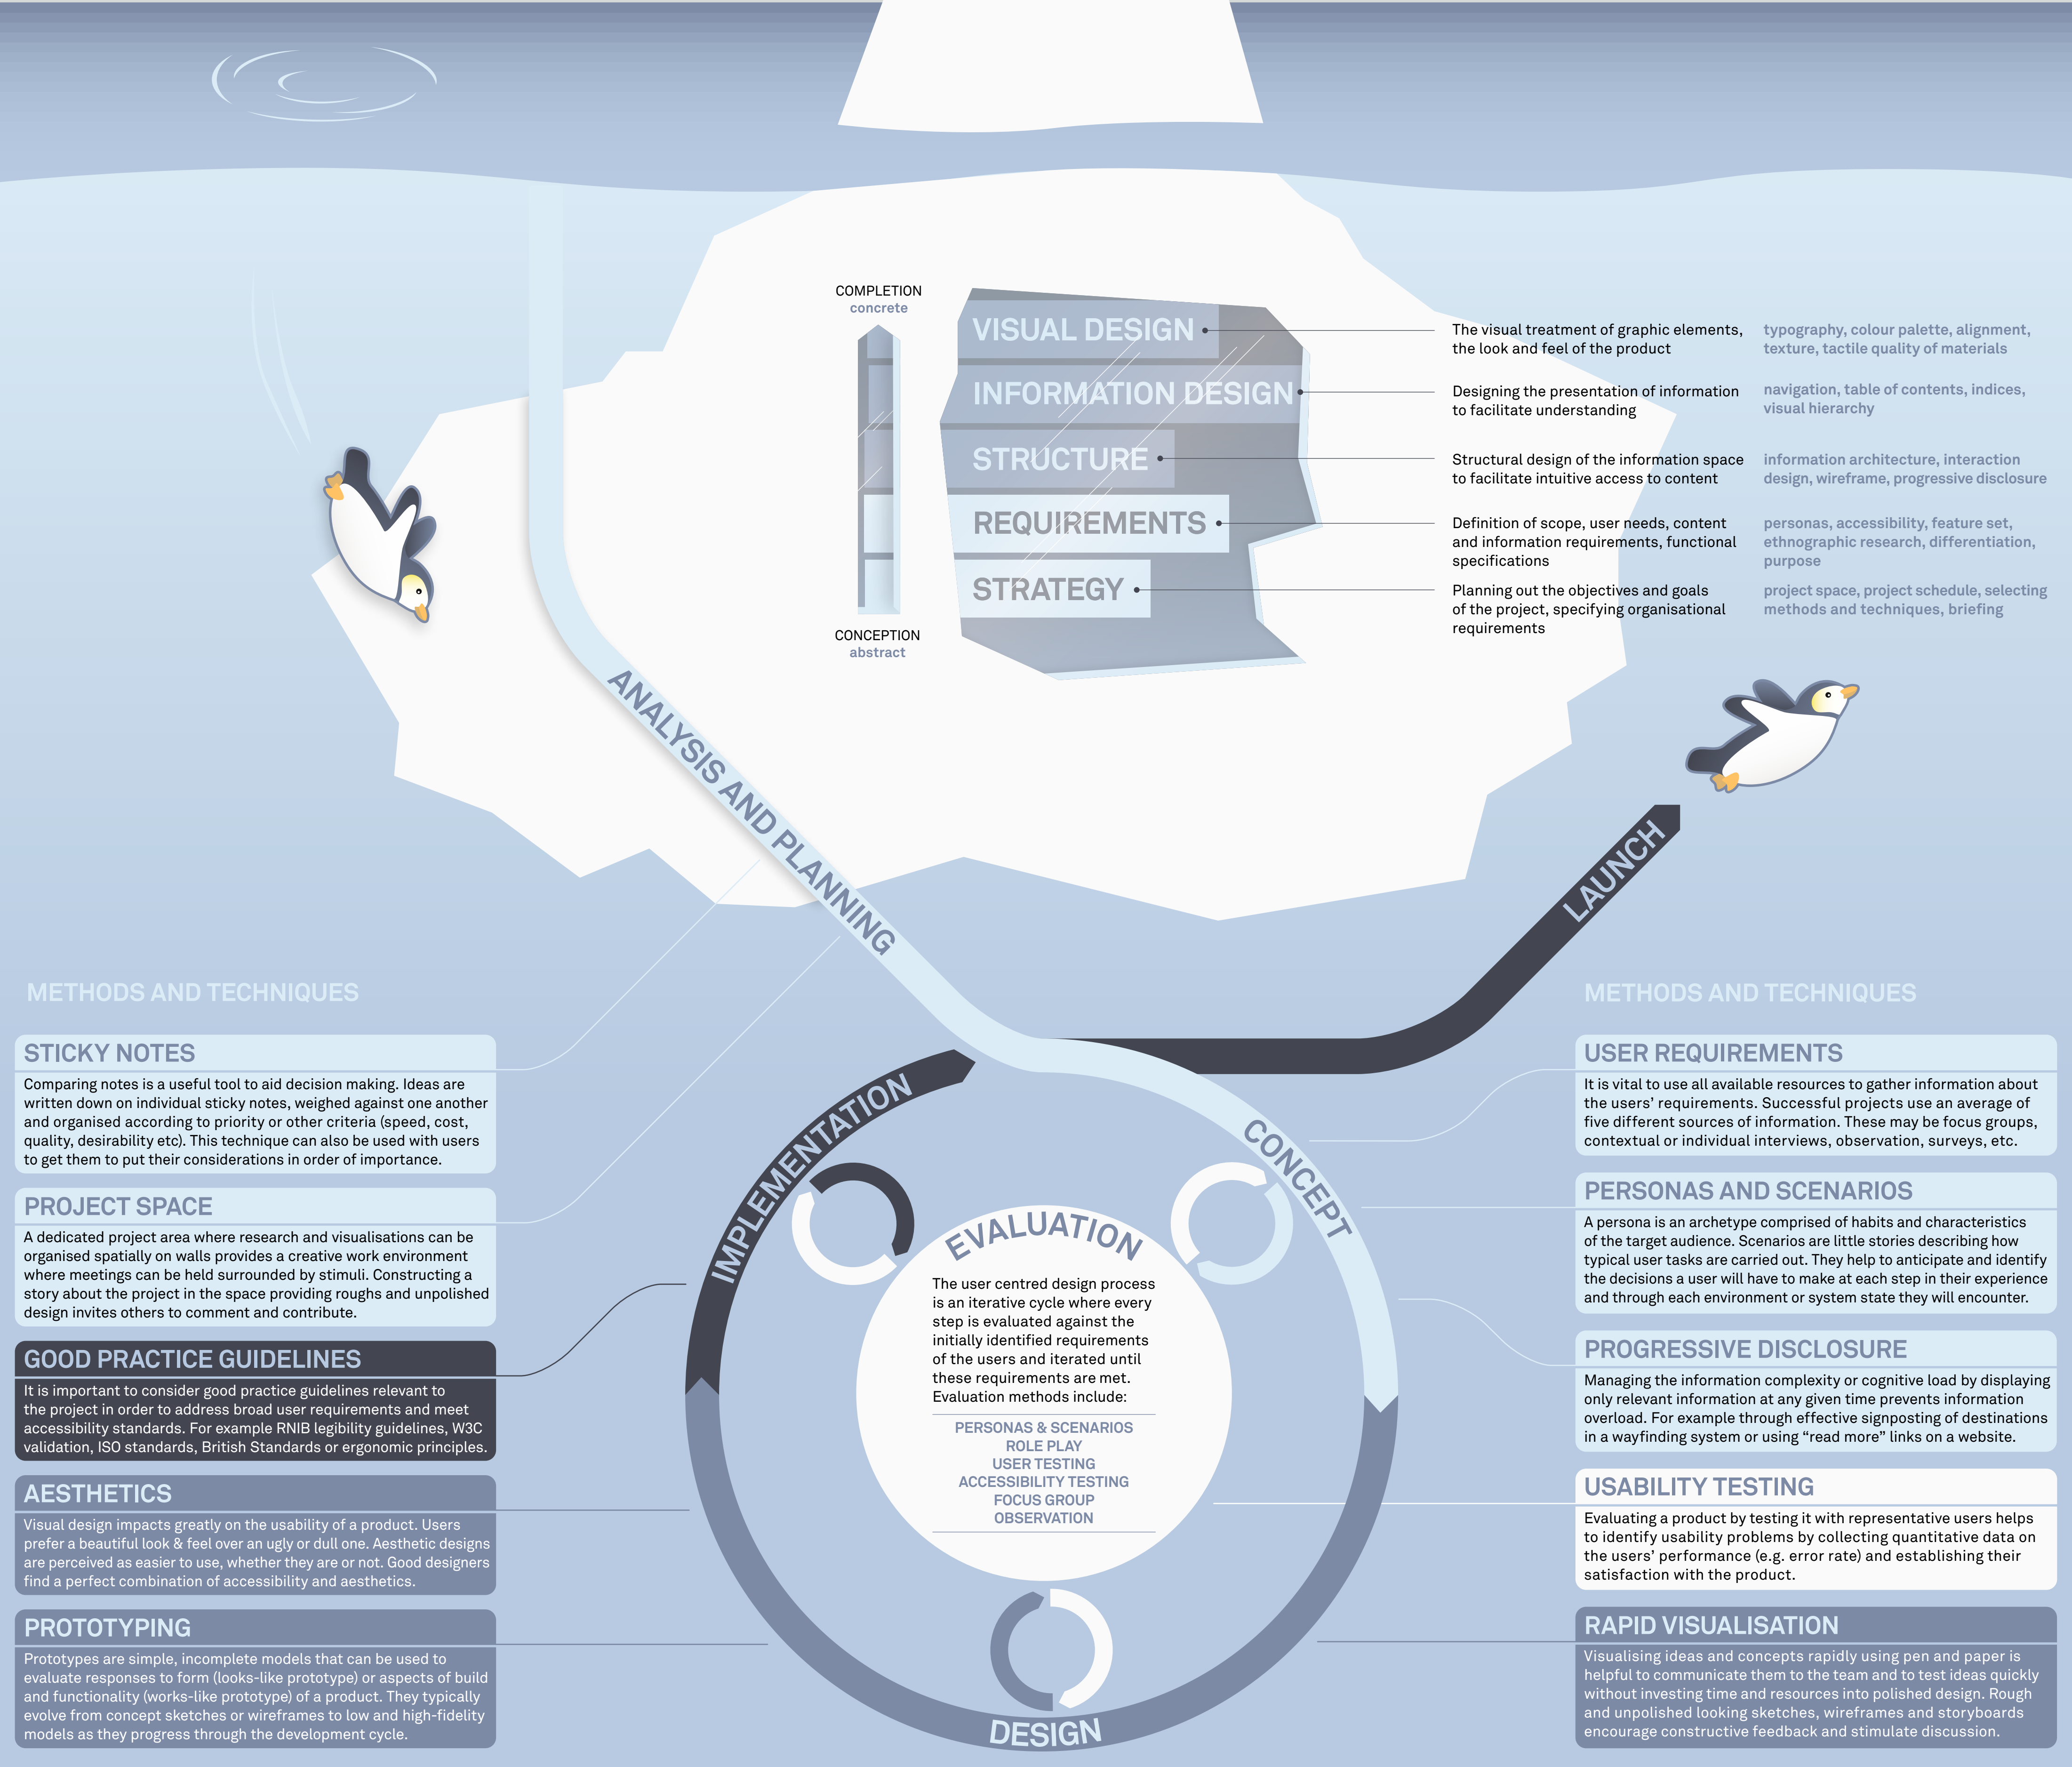 COMPLETION
concrete
CONCEPTION
abstract
VISUAL DESIGN
The visual treatment of graphic elements,
the look and feel of the product
typography, colour palette, alignment,
texture, tactile quality of materials
INFORMATION DESIGN
Designing the presentation of information
to facilitate understanding
navigation, table of contents, indices,
visual hierarchy
STRUCTURE
Structural design of the information space
to facilitate intuitive access to content
information architecture, interaction
design, wireframe, progressive disclosure
REQUIREMENTS
Definition of scope, user needs, content
and information requirements, functional
specifications
personas, accessibility, feature set,
ethnographic research, differentiation,
purpose
STRATEGY
Planning out the objectives and goals
of the project, specifying organisational
requirements
project space, project schedule, selecting
methods and techniques, briefing
ANALYSIS AND PLANNING
LAUNCH
METHODS AND TECHNIQUES
STICKY NOTES
Comparing notes is a useful tool to aid decision making. Ideas are
written down on individual sticky notes, weighed against one another
and organised according to priority or other criteria (speed, cost,
quality, desirability etc). This technique can also be used with users
to get them to put their considerations in order of importance.
PROJECT SPACE
A dedicated project area where research and visualisations can be
organised spatially on walls provides a creative work environment
where meetings can be held surrounded by stimuli. Constructing a
story about the project in the space providing roughs and unpolished
design invites others to comment and contribute.
GOOD PRACTICE GUIDELINES
It is important to consider good practice guidelines relevant to
the project in order to address broad user requirements and meet
accessibility standards. For example RNIB legibility guidelines, W3C
validation, ISO standards, British Standards or ergonomic principles.
AESTHETICS
Visual design impacts greatly on the usability of a product. Users
prefer a beautiful look & feel over an ugly or dull one. Aesthetic designs
are perceived as easier to use, whether they are or not. Good designers
find a perfect combination of accessibility and aesthetics.
PROTOTYPING
Prototypes are simple, incomplete models that can be used to
evaluate responses to form (looks-like prototype) or aspects of build
and functionality (works-like prototype) of a product. They typically
evolve from concept sketches or wireframes to low and high-fidelity
models as they progress through the development cycle.
IMPLEMENTATION
CONCEPT
EVALUATION
The user centred design process
is an iterative cycle where every
step is evaluated against the
initially identified requirements
of the users and iterated until
these requirements are met.
Evaluation methods include:
PERSONAS & SCENARIOS
ROLE PLAY
USER TESTING
ACCESSIBILITY TESTING
FOCUS GROUP
OBSERVATION
DESIGN
METHODS AND TECHNIQUES
USER REQUIREMENTS
It is vital to use all available resources to gather information about
the users’ requirements. Successful projects use an average of
five different sources of information. These may be focus groups,
contextual or individual interviews, observation, surveys, etc.
PERSONAS AND SCENARIOS
A persona is an archetype comprised of habits and characteristics
of the target audience. Scenarios are little stories describing how
typical user tasks are carried out. They help to anticipate and identify
the decisions a user will have to make at each step in their experience
and through each environment or system state they will encounter.
PROGRESSIVE DISCLOSURE
Managing the information complexity or cognitive load by displaying
only relevant information at any given time prevents information
overload. For example through effective signposting of destinations
in a wayfinding system or using “read more” links on a website.
USABILITY TESTING
Evaluating a product by testing it with representative users helps
to identify usability problems by collecting quantitative data on
the users’ performance (e.g. error rate) and establishing their
satisfaction with the product.
RAPID VISUALISATION
Visualising ideas and concepts rapidly using pen and paper is
helpful to communicate them to the team and to test ideas quickly
without investing time and resources into polished design. Rough
and unpolished looking sketches, wireframes and storyboards
encourage constructive feedback and stimulate discussion.